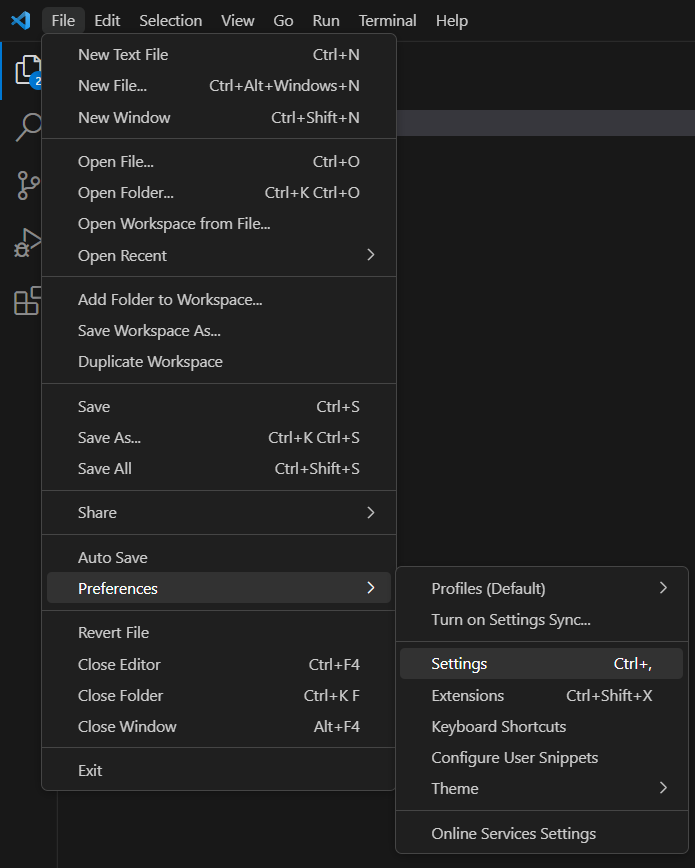 File Edit Selection View Go Run Terminal Help
New Text File Ctrl+N
New File... Ctrl+Alt+Windows+N
New Window Ctrl+Shift+N
Open File... Ctrl+O
Open Folder... Ctrl+K Ctrl+O
Open Workspace from File...
Open Recent
Add Folder to Workspace...
Save Workspace As...
Duplicate Workspace
Save Ctrl+S
Save As... Ctrl+K Ctrl+S
Save All Ctrl+Shift+S
Share
Auto Save
Preferences
Revert File
Close Editor Ctrl+F4
Close Folder Ctrl+K F
Close Window Alt+F4
Exit
Profiles (Default)
Turn on Settings Sync...
Settings Ctrl+,
Extensions Ctrl+Shift+X
Keyboard Shortcuts
Configure User Snippets
Theme
Online Services Settings
2